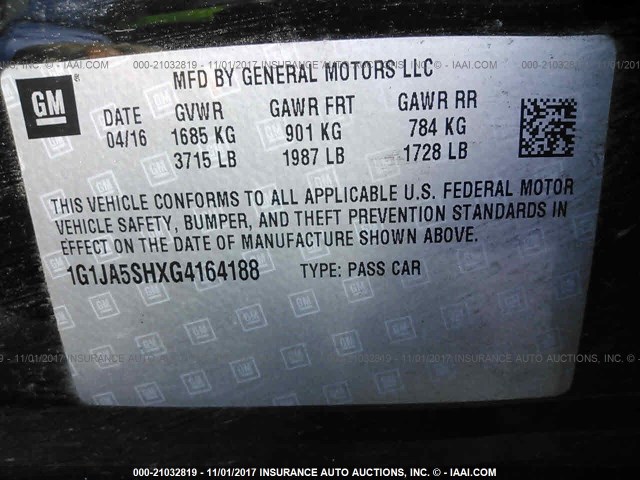 000-21032819 - 11/01/2017 INSURANCE AUTO AUCTIONS, INC. - IAAI.COM
GM
MFD BY GENERAL MOTORS LLC
DATE GVWR GAWR FRT GAWR RR
04/16 1685 KG 901 KG 784 KG
3715 LB 1987 LB 1728 LB
THIS VEHICLE CONFORMS TO ALL APPLICABLE U.S. FEDERAL MOTOR
VEHICLE SAFETY, BUMPER, AND THEFT PREVENTION STANDARDS IN
EFFECT ON THE DATE OF MANUFACTURE SHOWN ABOVE.
1G1JA5SHXG4164188 TYPE: PASS CAR
000-21032819 - 11/01/2017 INSURANCE AUTO AUCTIONS, INC. - IAAI.COM